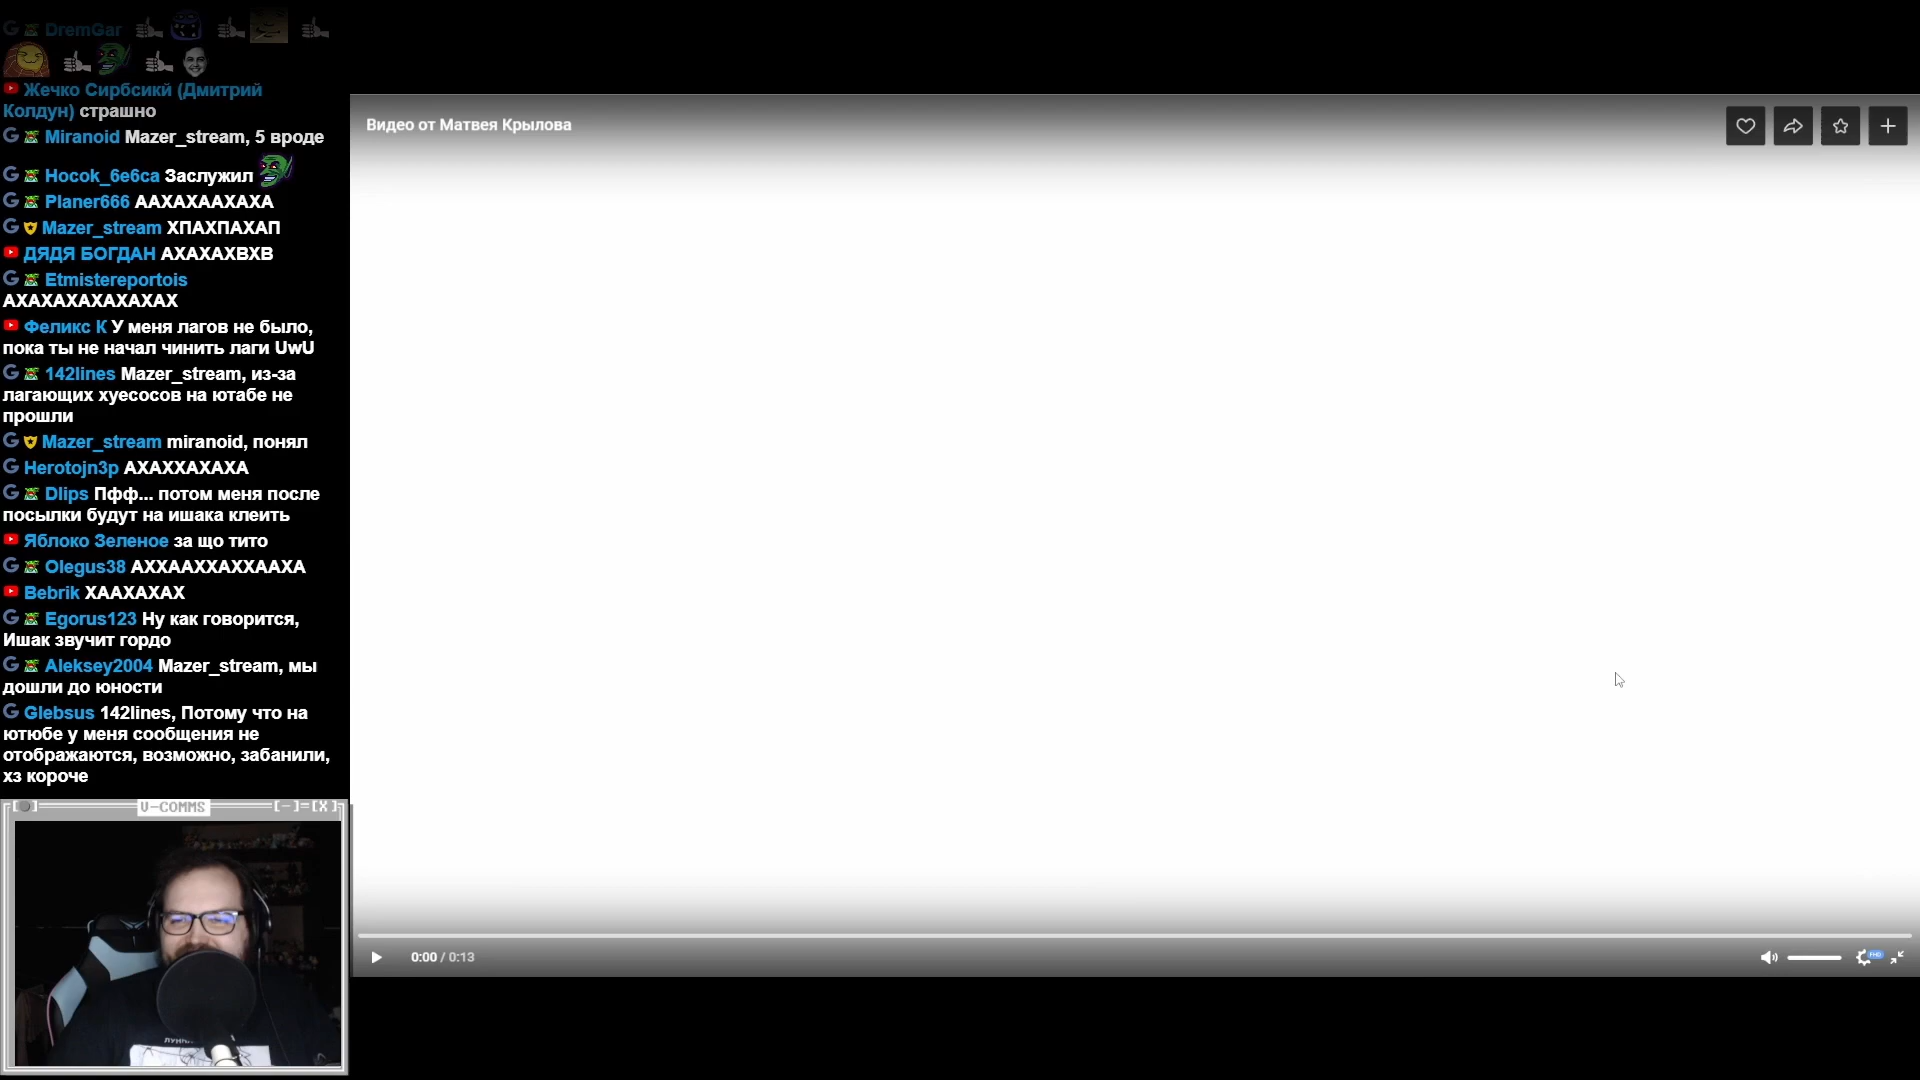 DremGar
Жечко Сирбсикй (Дмитрий
Колдун) страшно
Miranoid Mazer_stream, 5 вроде
Hocok_6e6ca Заслужил
Planer666 ААХАХААХАХА
Mazer_stream ХПАХПАХАП
ДЯДЯ БОГДАН АХАХАХВХВ
Etmistereportois
АХАХАХАХАХАХАХ
Феликс К У меня лагов не было,
пока ты не начал чинить лаги UwU
142lines Mazer_stream, из-за
лагающих хуесосов на ютабе не
прошли
Mazer_stream miranoid, понял
Herotojn3p АХАХХАХАХА
Dlips Пфф... потом меня после
посылки будут на ишака клеить
Яблоко Зеленое за що тито
Olegus38 АХХААХХАХХААХА
Bebrik ХААХАХАХ
Egorus123 Ну как говорится,
Ишак звучит гордо
Aleksey2004 Mazer_stream, мы
дошли до юности
Glebsus 142lines, Потому что на
ютюбе у меня сообщения не
отображаются, возможно, забанили,
хз короче
V-COMMS
Видео от Матвея Крылова
0:00 / 0:13
FHD